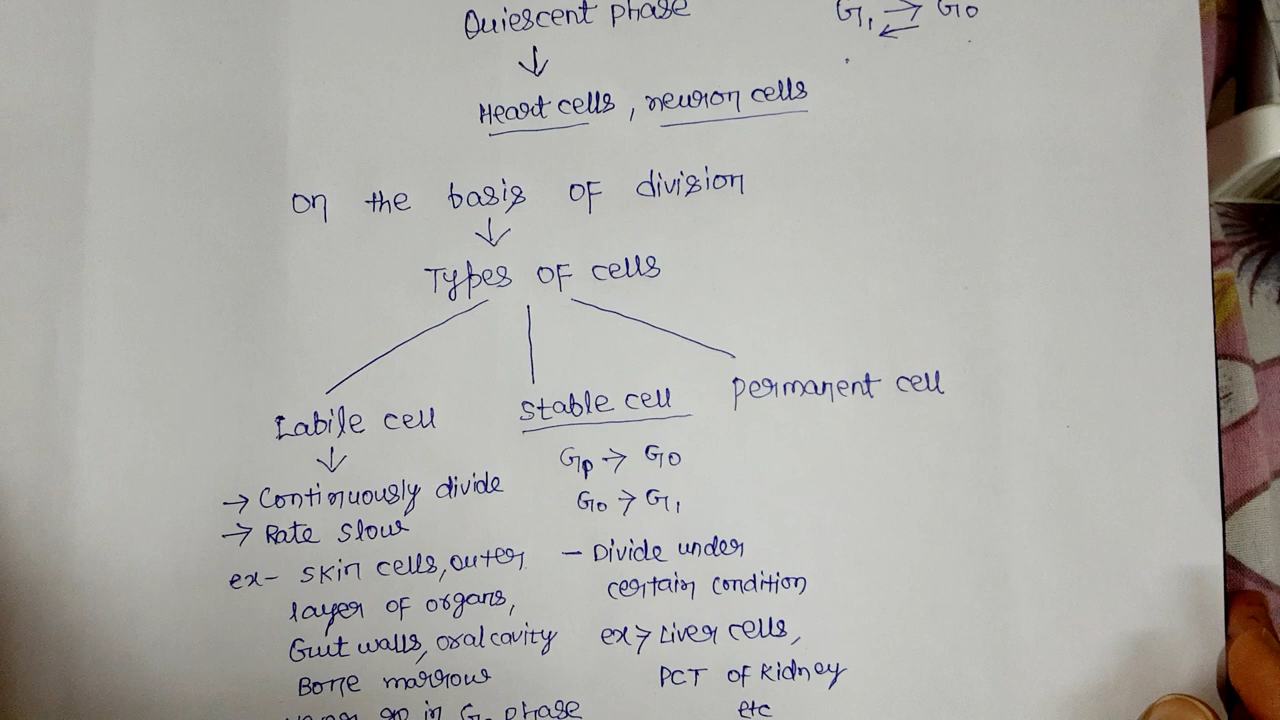 Quiescent phase
G1 → G0
←
↓
Heart cells, neuron cells
on the basis OF division
↓
Types OF cells
Labile cell
↓
→ Continuously divide
→ Rate slow
ex- skin cells, outer
layer of organs,
Gut walls, oral cavity
Bone marrow
in G phase
stable cell
→ G0
G0 → G1
- Divide under
certain condition
ex → Liver cells,
PCT of kidney
etc
permanent cell